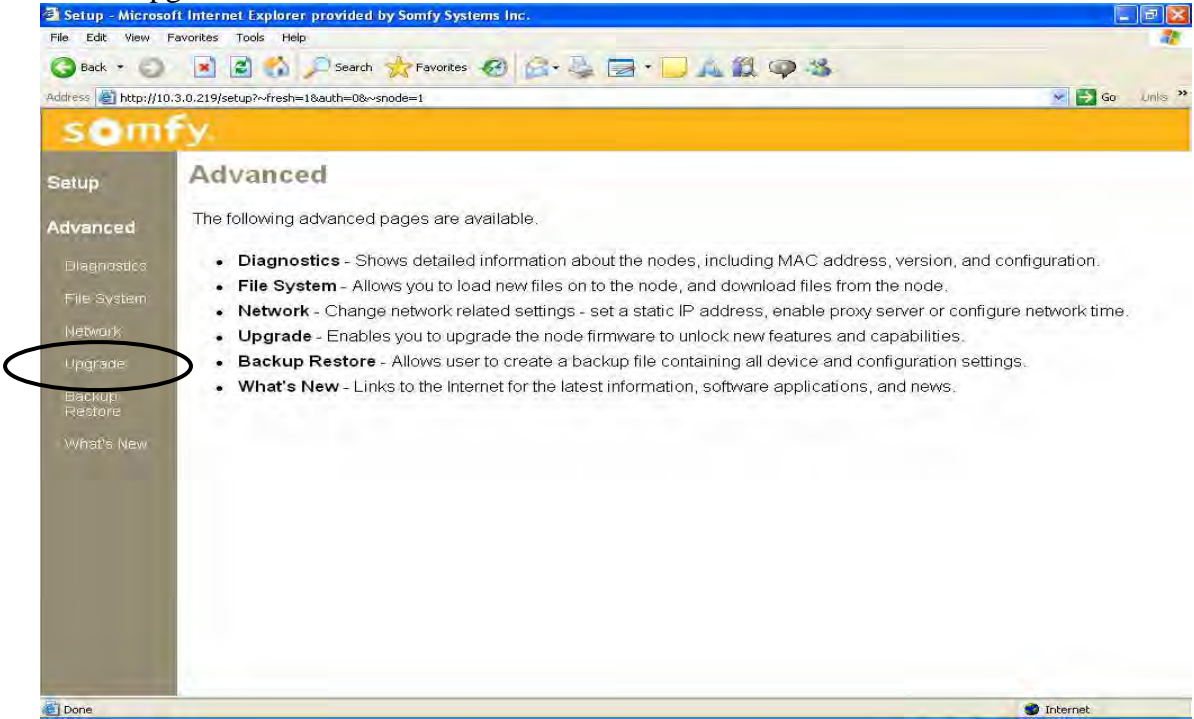 Setup - Microsoft Internet Explorer provided by Somfy Systems Inc.
File Edit View Favorites Tools Help
Back Search Favorites
Address http://10.3.0.219/setup?~fresh=1&auth=0&~snode=1 Go Links »
somfy.
Setup
Advanced
Diagnostics
File System
Network
Upgrade
Backup
Restore
What's New
Advanced
The following advanced pages are available.
• Diagnostics - Shows detailed information about the nodes, including MAC address, version, and configuration.
• File System - Allows you to load new files on to the node, and download files from the node.
• Network - Change network related settings - set a static IP address, enable proxy server or configure network time.
• Upgrade - Enables you to upgrade the node firmware to unlock new features and capabilities.
• Backup Restore - Allows user to create a backup file containing all device and configuration settings.
• What's New - Links to the Internet for the latest information, software applications, and news.
Done Internet